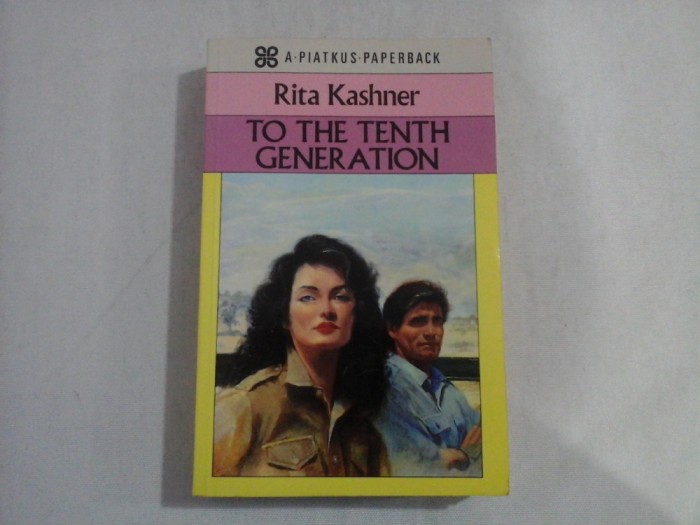 A·PIATKUS·PAPERBACK
Rita Kashner
TO THE TENTH
GENERATION